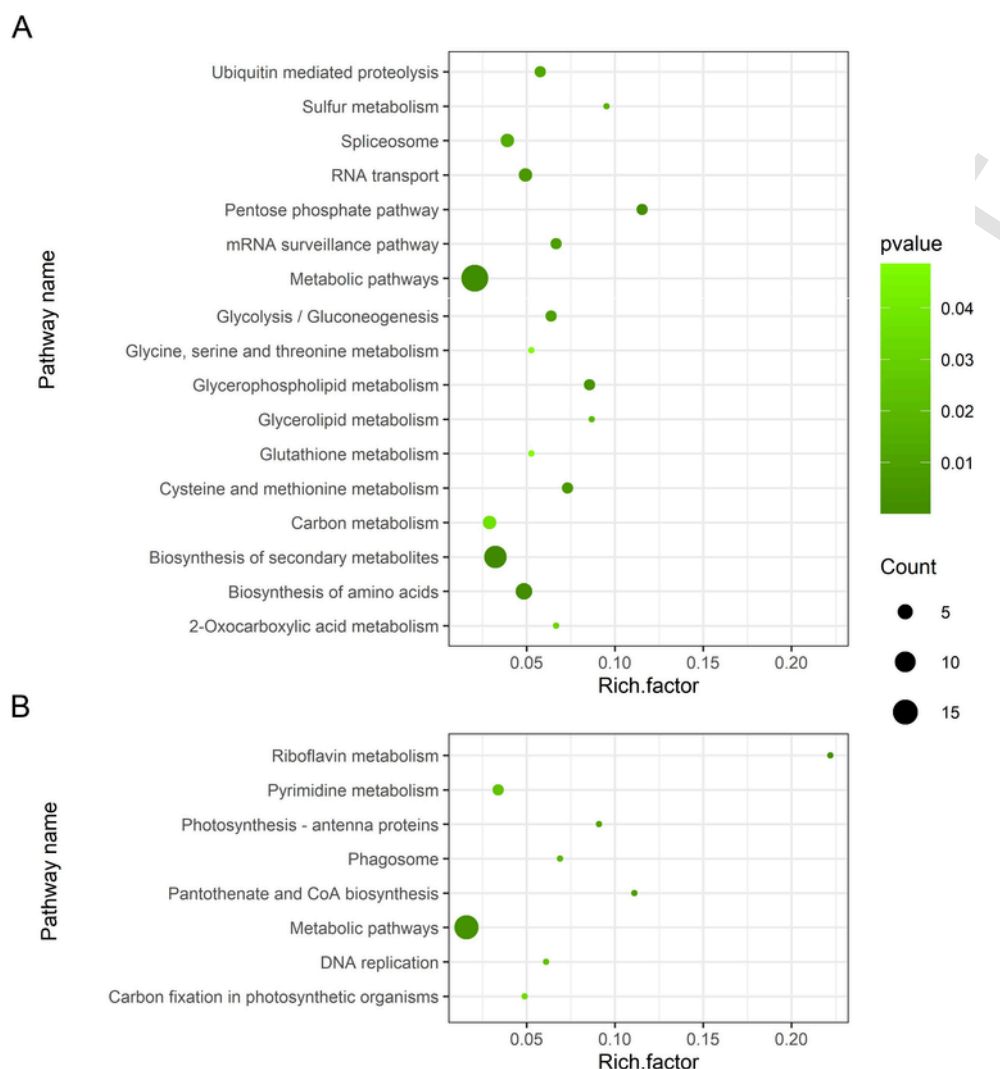 A
Pathway name
Ubiquitin mediated proteolysis
Sulfur metabolism
Spliceosome
RNA transport
Pentose phosphate pathway
mRNA surveillance pathway
Metabolic pathways
Glycolysis / Gluconeogenesis
Glycine, serine and threonine metabolism
Glycerophospholipid metabolism
Glycerolipid metabolism
Glutathione metabolism
Cysteine and methionine metabolism
Carbon metabolism
Biosynthesis of secondary metabolites
Biosynthesis of amino acids
2-Oxocarboxylic acid metabolism
0.05 0.10 0.15 0.20
Rich.factor
pvalue
0.04
0.03
0.02
0.01
Count
5
10
15
B
Pathway name
Riboflavin metabolism
Pyrimidine metabolism
Photosynthesis - antenna proteins
Phagosome
Pantothenate and CoA biosynthesis
Metabolic pathways
DNA replication
Carbon fixation in photosynthetic organisms
0.05 0.10 0.15 0.20
Rich.factor